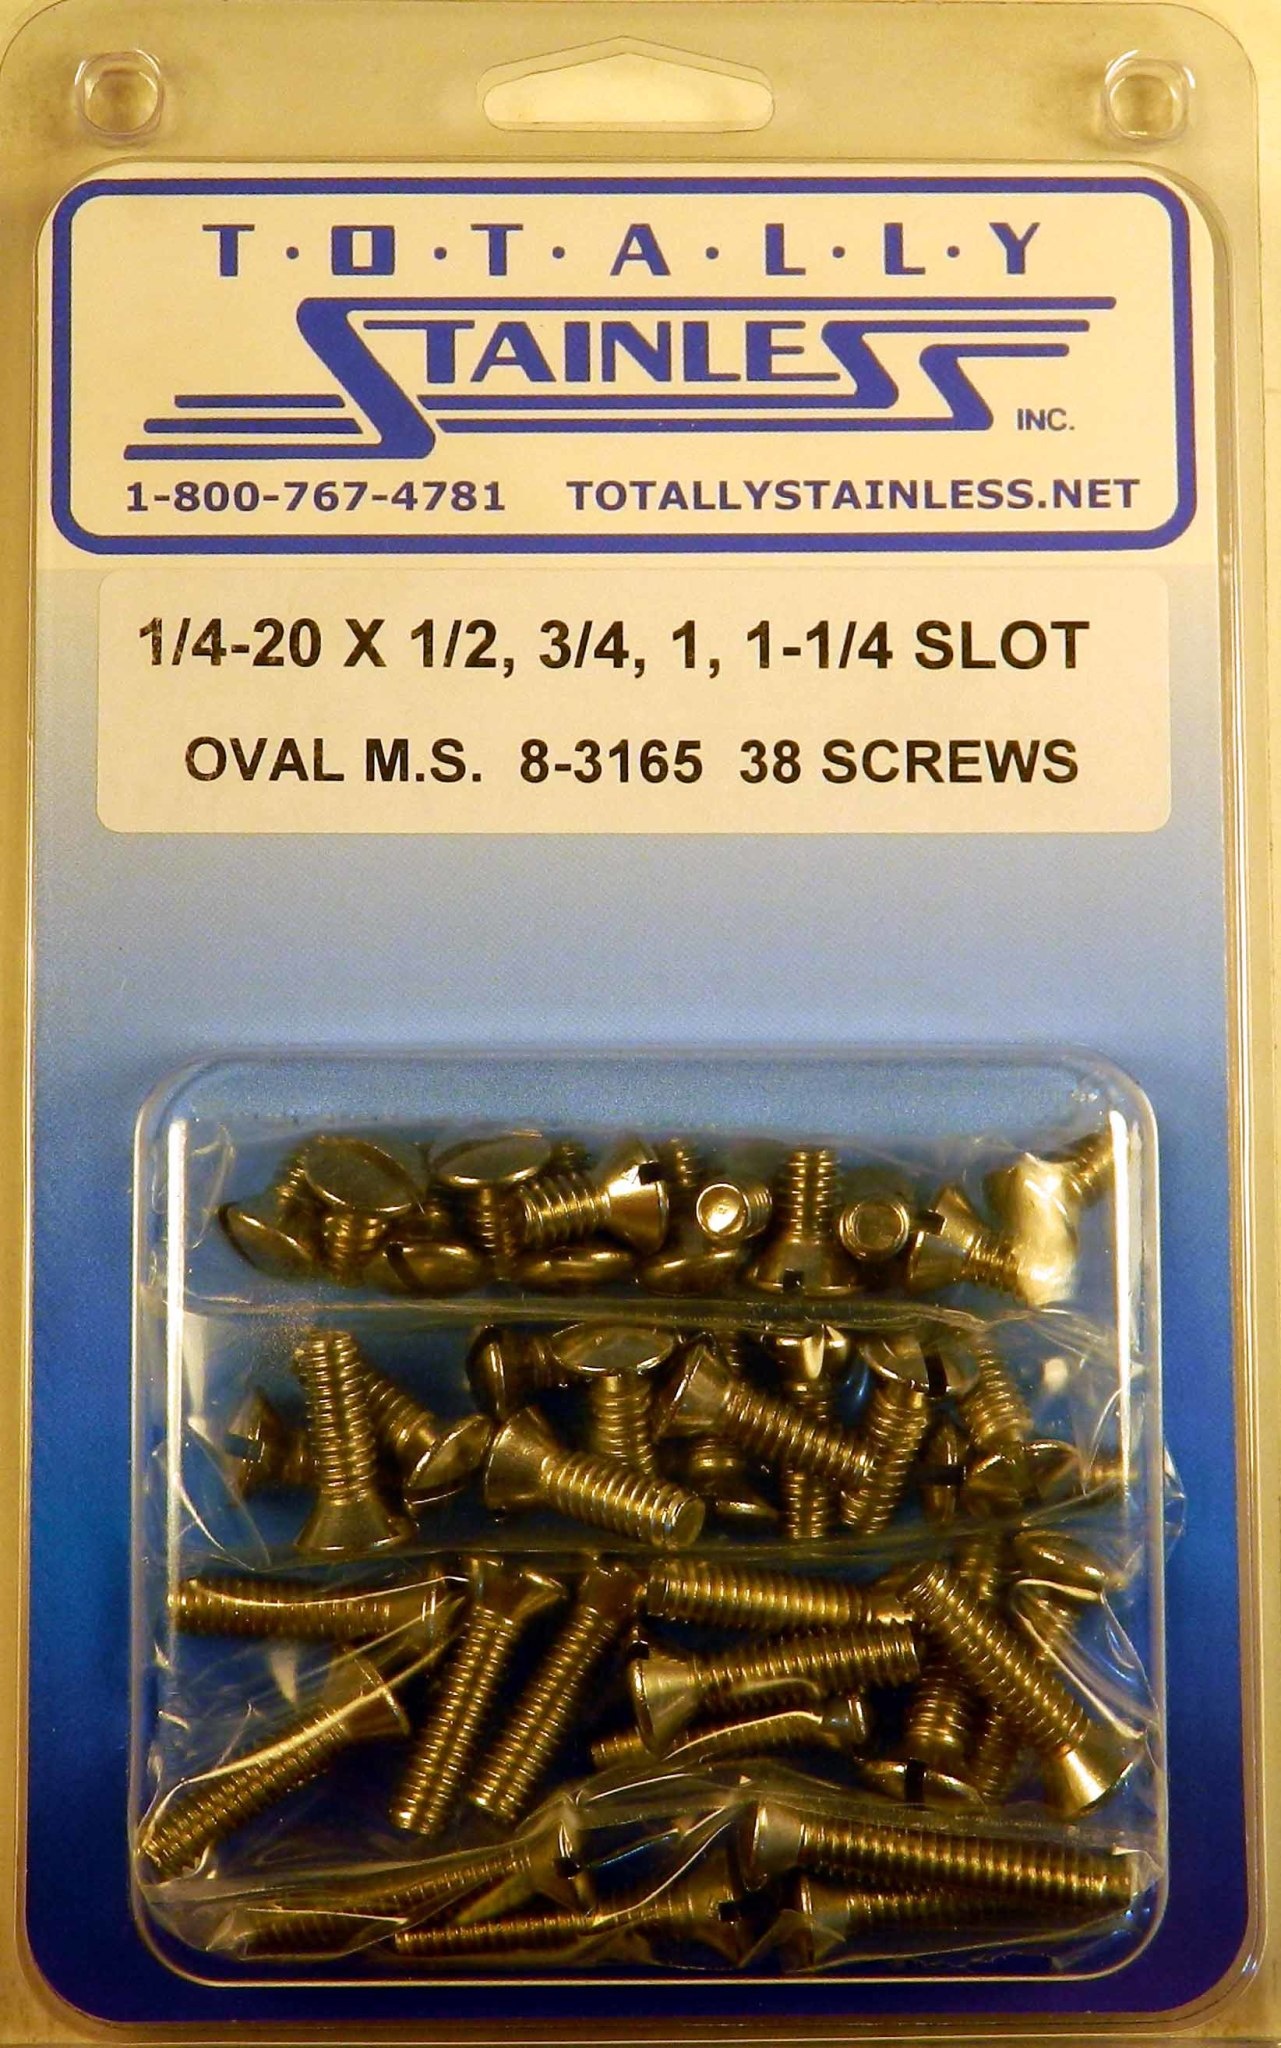 T·O·T·A·L·L·Y
STAINLESS INC.
1-800-767-4781 TOTALLYSTAINLESS.NET
1/4-20 X 1/2, 3/4, 1, 1-1/4 SLOT
OVAL M.S. 8-3165 38 SCREWS